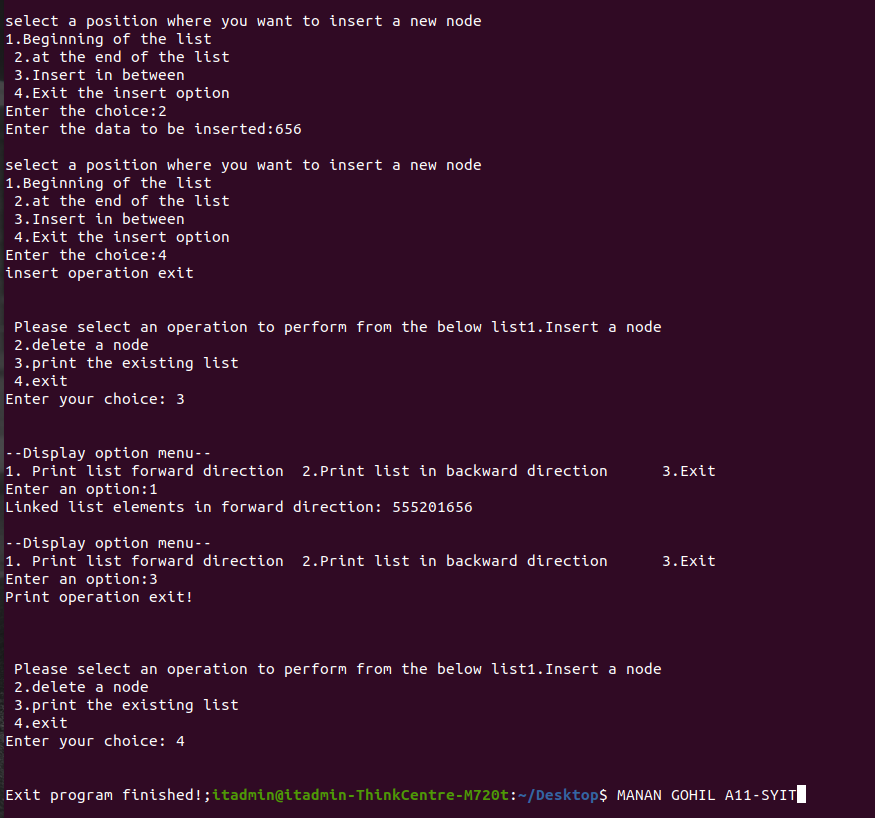 select a position where you want to insert a new node
1.Beginning of the list
 2.at the end of the list
 3.Insert in between
 4.Exit the insert option
Enter the choice:2
Enter the data to be inserted:656
select a position where you want to insert a new node
1.Beginning of the list
 2.at the end of the list
 3.Insert in between
 4.Exit the insert option
Enter the choice:4
insert operation exit
 Please select an operation to perform from the below list1.Insert a node
 2.delete a node
 3.print the existing list
 4.exit
Enter your choice: 3
--Display option menu--
1. Print list forward direction  2.Print list in backward direction      3.Exit
Enter an option:1
Linked list elements in forward direction: 555201656
--Display option menu--
1. Print list forward direction  2.Print list in backward direction      3.Exit
Enter an option:3
Print operation exit!
 Please select an operation to perform from the below list1.Insert a node
 2.delete a node
 3.print the existing list
 4.exit
Enter your choice: 4
Exit program finished!;itadmin@itadmin-ThinkCentre-M720t:~/Desktop$ MANAN GOHIL A11-SYIT